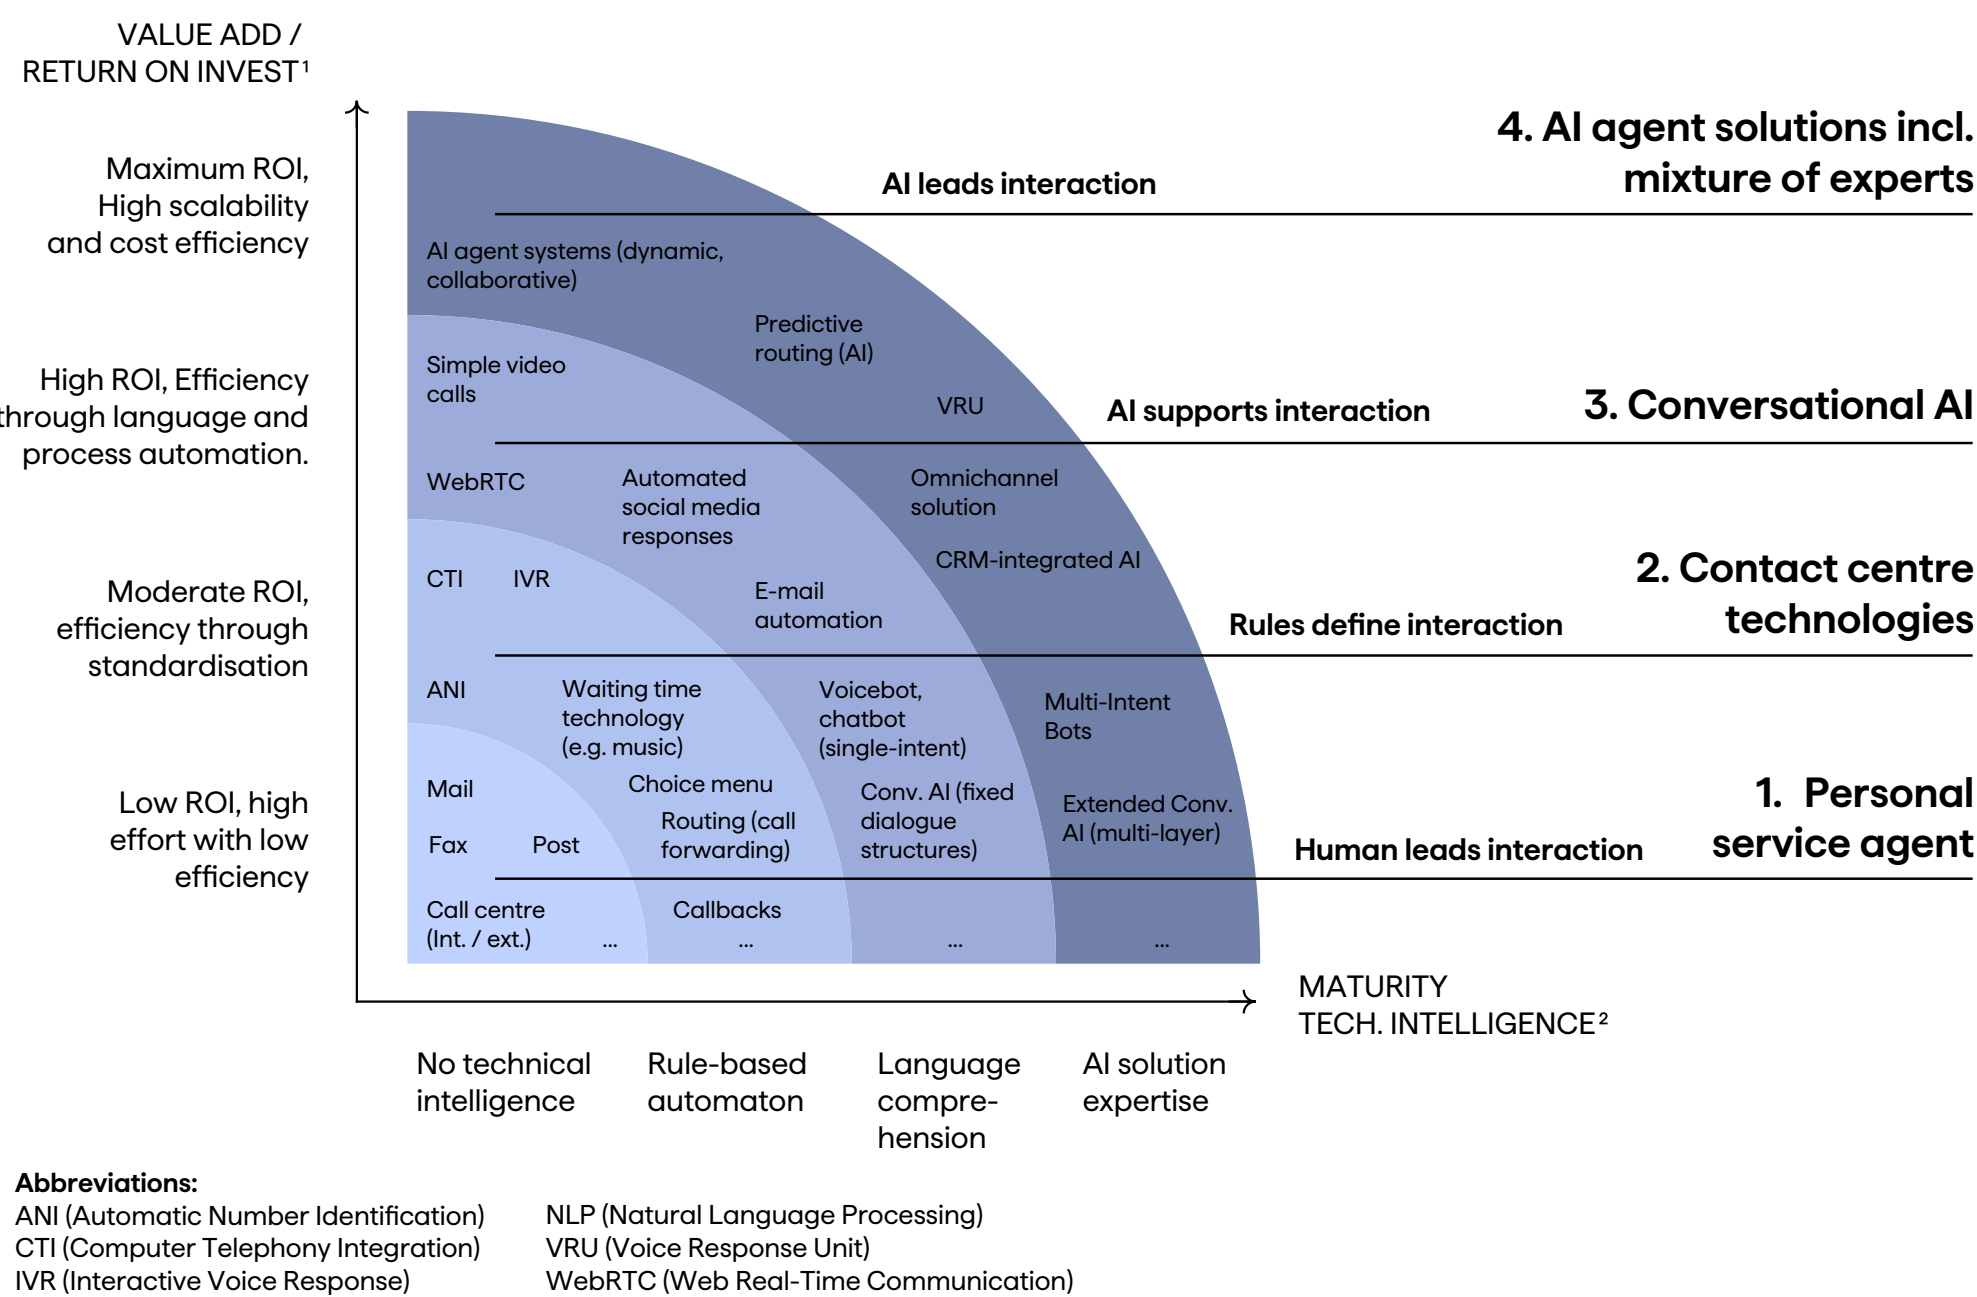 VALUE ADD /
RETURN ON INVEST¹
Maximum ROI,
High scalability
and cost efficiency
High ROI, Efficiency
through language and
process automation.
Moderate ROI,
efficiency through
standardisation
Low ROI, high
effort with low
efficiency
4. AI agent solutions incl.
mixture of experts
AI leads interaction
AI agent systems (dynamic,
collaborative)
Predictive
routing (AI)
Simple video
calls
VRU
AI supports interaction
3. Conversational AI
WebRTC
Automated
social media
responses
Omnichannel
solution
CRM-integrated AI
CTI
IVR
E-mail
automation
Rules define interaction
2. Contact centre
technologies
ANI
Waiting time
technology
(e.g. music)
Voicebot,
chatbot
(single-intent)
Multi-Intent
Bots
Mail
Choice menu
Conv. AI (fixed
dialogue
structures)
Extended Conv.
AI (multi-layer)
Fax
Post
Routing (call
forwarding)
Human leads interaction
1. Personal
service agent
Call centre
(Int. / ext.)
...
Callbacks
...
...
...
MATURITY
TECH. INTELLIGENCE²
No technical
intelligence
Rule-based
automaton
Language
compre-
hension
AI solution
expertise
Abbreviations:
ANI (Automatic Number Identification)
CTI (Computer Telephony Integration)
IVR (Interactive Voice Response)
NLP (Natural Language Processing)
VRU (Voice Response Unit)
WebRTC (Web Real-Time Communication)